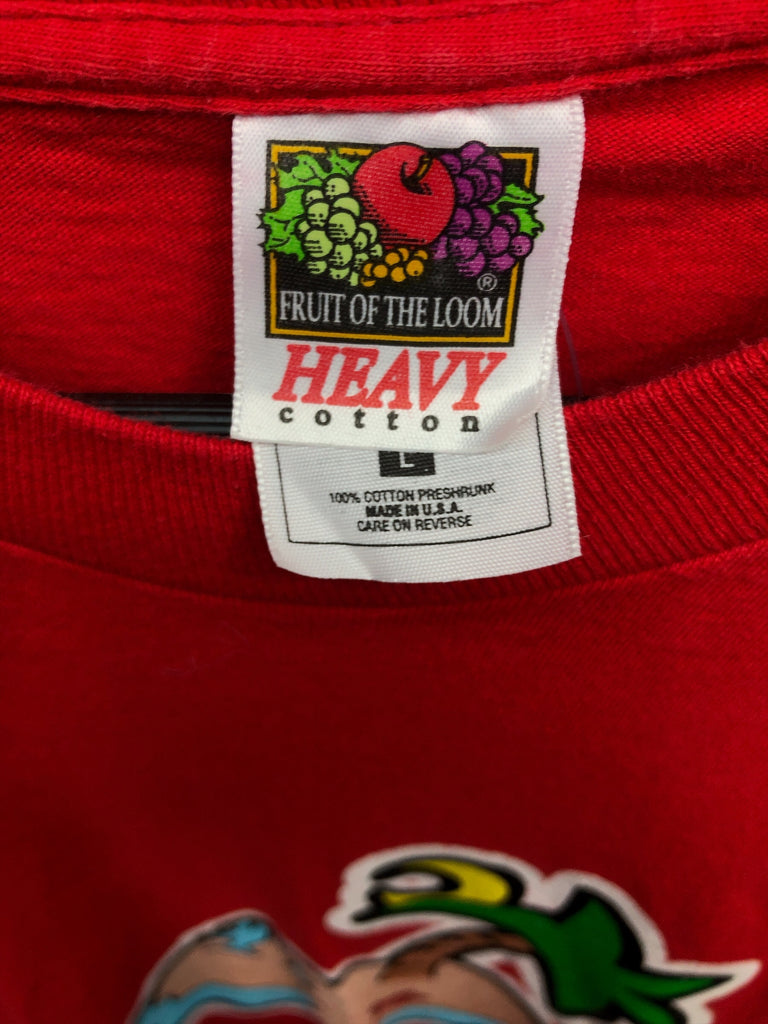 ®
FRUIT OF THE LOOM
HEAVY
cotton
L
100% COTTON PRESHRUNK
MADE IN U.S.A.
CARE ON REVERSE